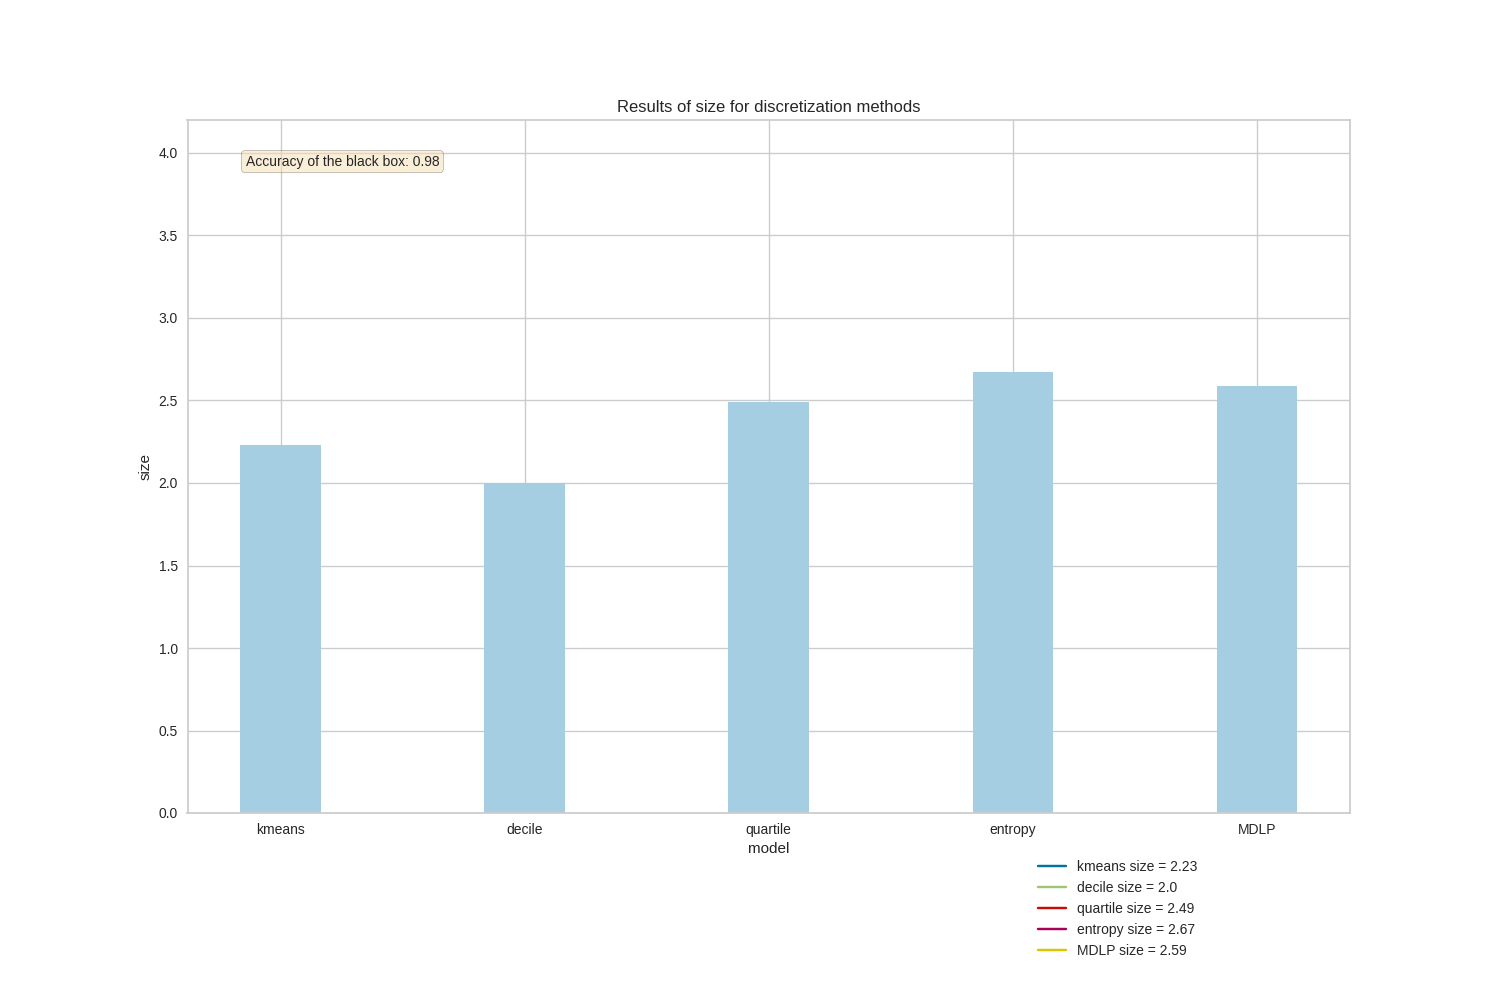 Results of size for discretization methods
Accuracy of the black box: 0.98
4.0
3.5
3.0
2.5
2.0
1.5
1.0
0.5
0.0
size
kmeans decile quartile entropy MDLP
model
kmeans size = 2.23
decile size = 2.0
quartile size = 2.49
entropy size = 2.67
MDLP size = 2.59